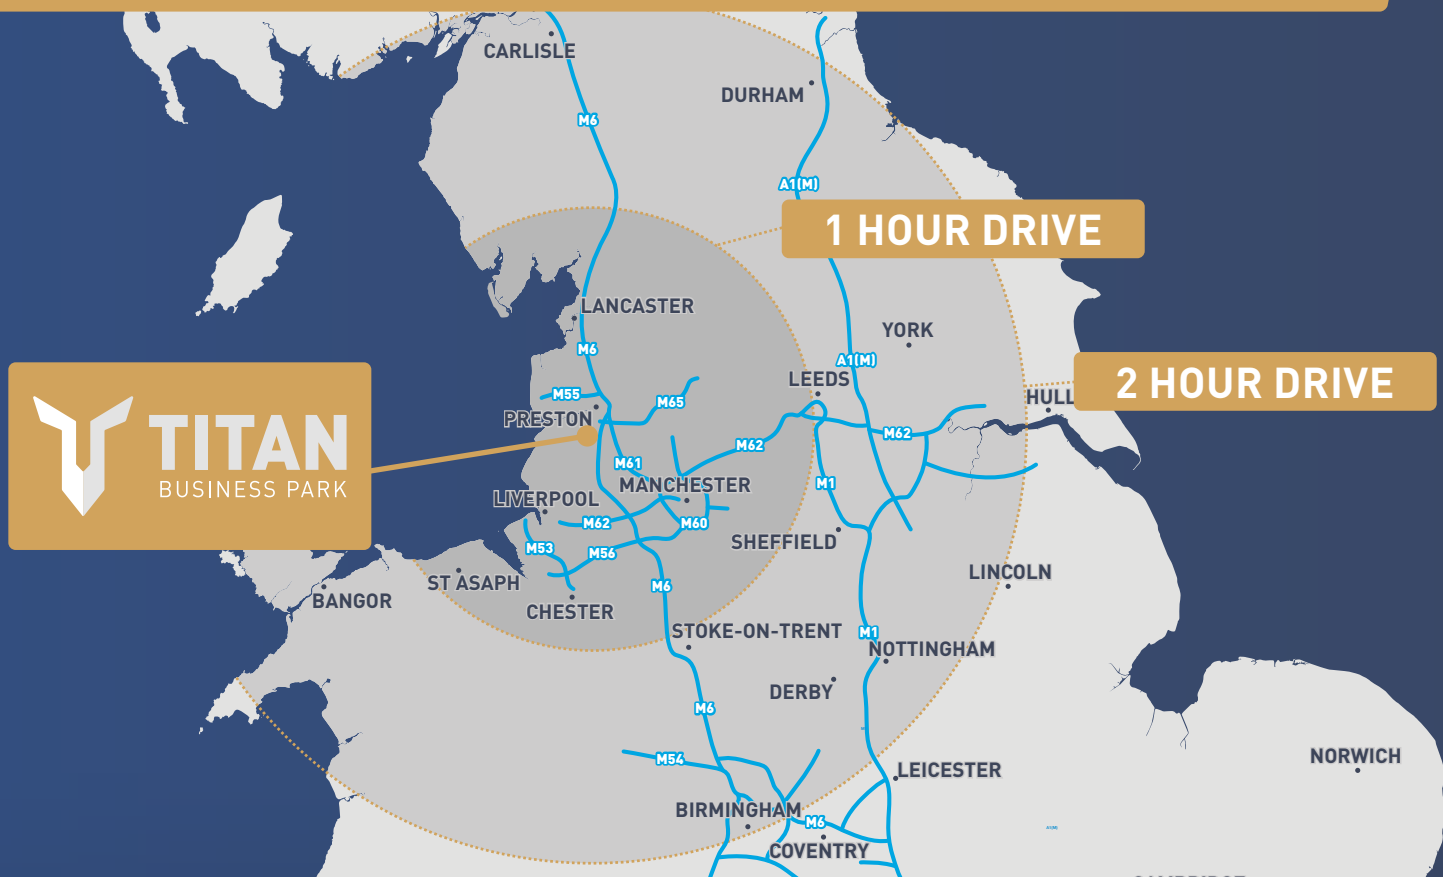 CARLISLE
M6
DURHAM
A1(M)
1 HOUR DRIVE
LANCASTER
YORK
M6
A1(M)
LEEDS
2 HOUR DRIVE
HULL
M55
M65
PRESTON
TITAN
BUSINESS PARK
M62
M62
M61
MANCHESTER
M1
LIVERPOOL
M62
M60
SHEFFIELD
M53
M56
ST ASAPH
M6
LINCOLN
BANGOR
CHESTER
STOKE-ON-TRENT
M1
NOTTINGHAM
DERBY
M6
M54
LEICESTER
NORWICH
BIRMINGHAM
M6
A1(M)
COVENTRY